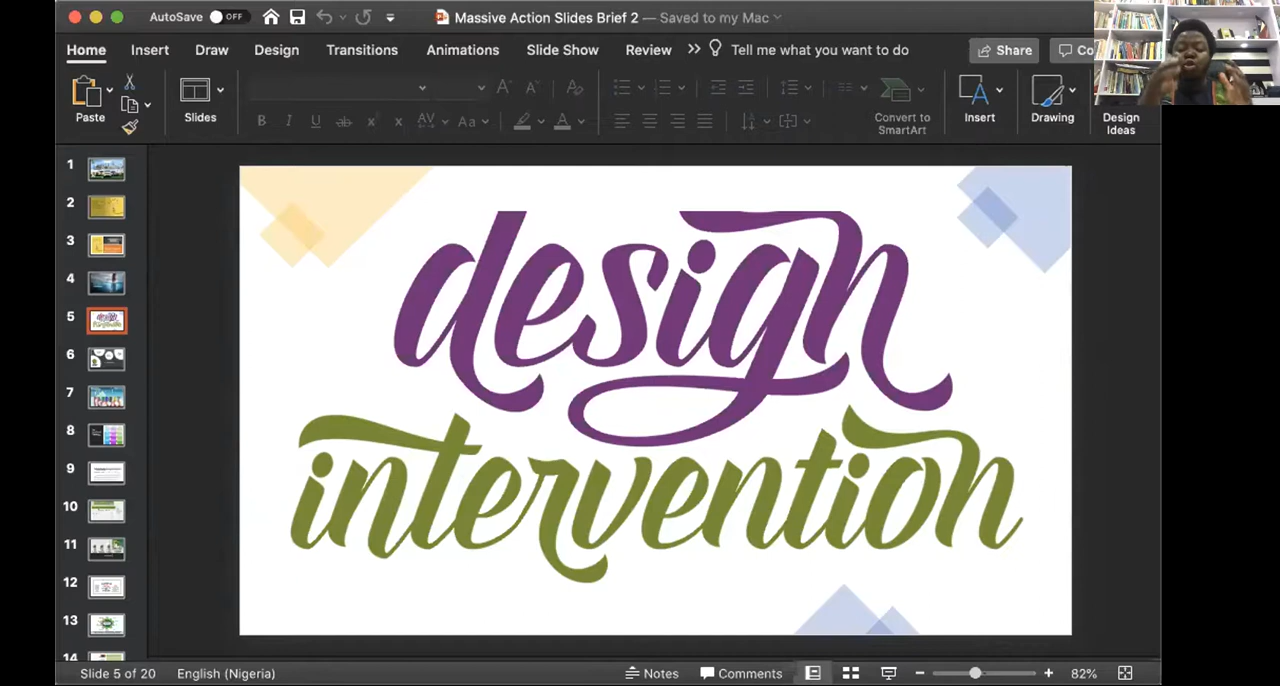 AutoSave OFF
Massive Action Slides Brief 2 — Saved to my Mac
Home Insert Draw Design Transitions Animations Slide Show Review Tell me what you want to do Share Co
Paste Slides Convert to SmartArt Insert Drawing Design Ideas
1
2
3
4
5
6
7
8
9
10
11
12
13
14
design
intervention
Slide 5 of 20 English (Nigeria) Notes Comments 82%